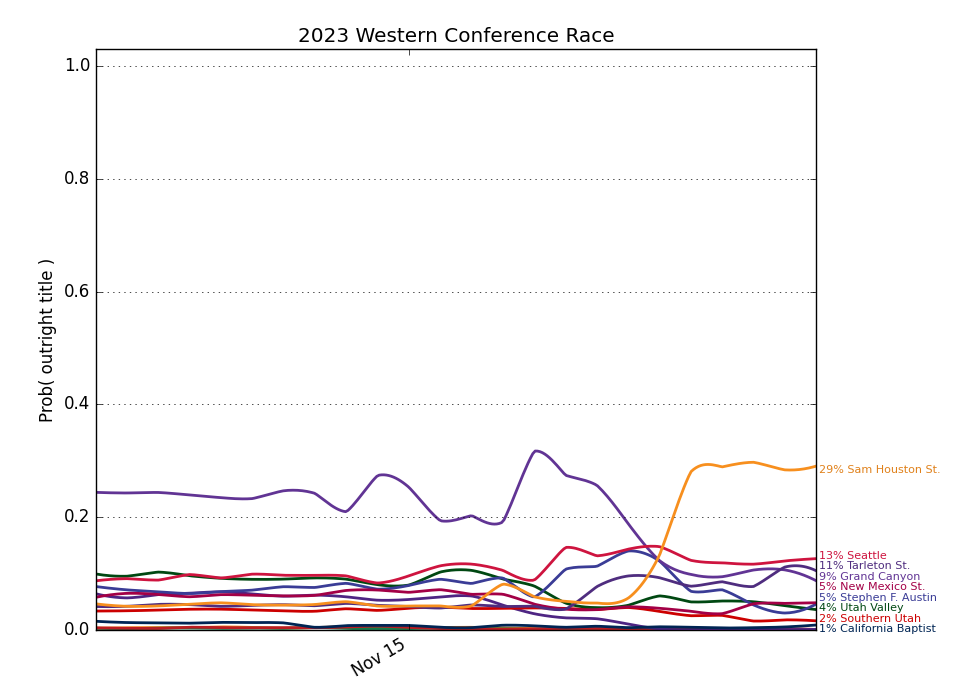 2023 Western Conference Race
Prob( outright title )
1.0
0.8
0.6
0.4
0.2
0.0
Nov 15
29% Sam Houston St.
13% Seattle
11% Tarleton St.
9% Grand Canyon
5% New Mexico St.
5% Stephen F. Austin
4% Utah Valley
2% Southern Utah
1% California Baptist